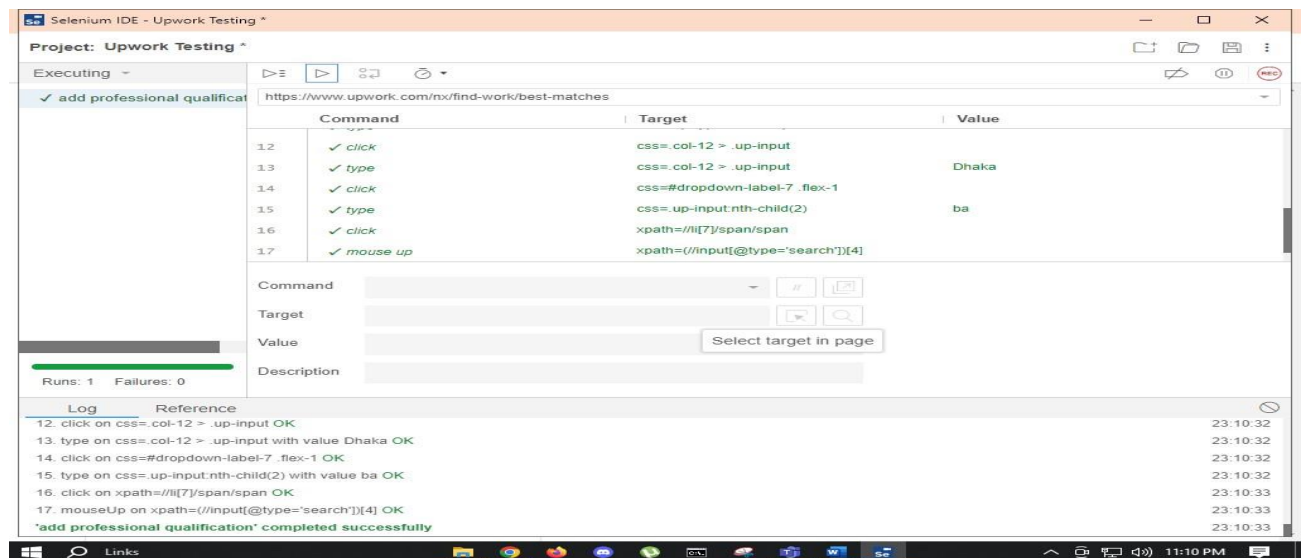 Selenium IDE - Upwork Testing *
Project: Upwork Testing *
Executing
✓ add professional qualificat
https://www.upwork.com/nx/find-work/best-matches
REC
Command Target Value
12 ✓ click css=.col-12 > .up-input
13 ✓ type css=.col-12 > .up-input Dhaka
14 ✓ click css=#dropdown-label-7 .flex-1
15 ✓ type css=.up-input:nth-child(2) ba
16 ✓ click xpath=//li[7]/span/span
17 ✓ mouse up xpath=(//input[@type='search'])[4]
Command
//
Target
Value
Select target in page
Description
Runs: 1 Failures: 0
Log Reference
12. click on css=.col-12 > .up-input OK 23:10:32
13. type on css=.col-12 > .up-input with value Dhaka OK 23:10:32
14. click on css=#dropdown-label-7 .flex-1 OK 23:10:32
15. type on css=.up-input:nth-child(2) with value ba OK 23:10:32
16. click on xpath=//li[7]/span/span OK 23:10:33
17. mouseUp on xpath=(//input[@type='search'])[4] OK 23:10:33
'add professional qualification' completed successfully 23:10:33
Links 11:10 PM